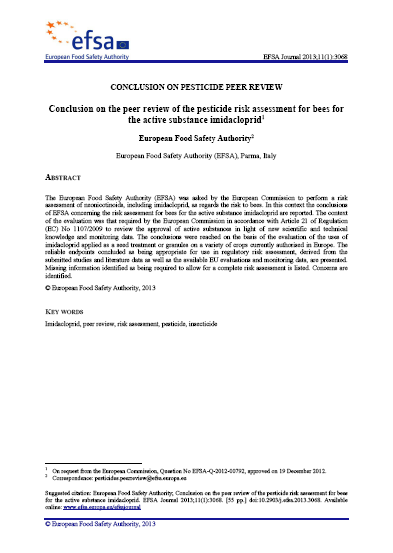 efsa
European Food Safety Authority
EFSA Journal 2013;11(1):3068
CONCLUSION ON PESTICIDE PEER REVIEW
Conclusion on the peer review of the pesticide risk assessment for bees for
the active substance imidacloprid¹
European Food Safety Authority²
European Food Safety Authority (EFSA), Parma, Italy
ABSTRACT
The European Food Safety Authority (EFSA) was asked by the European Commission to perform a risk
assessment of neonicotinoids, including imidacloprid, as regards the risk to bees. In this context the conclusions
of EFSA concerning the risk assessment for bees for the active substance imidacloprid are reported. The context
of the evaluation was that required by the European Commission in accordance with Article 21 of Regulation
(EC) No 1107/2009 to review the approval of active substances in light of new scientific and technical
knowledge and monitoring data. The conclusions were reached on the basis of the evaluation of the uses of
imidacloprid applied as a seed treatment or granules on a variety of crops currently authorised in Europe. The
reliable endpoints concluded as being appropriate for use in regulatory risk assessment, derived from the
submitted studies and literature data as well as the available EU evaluations and monitoring data, are presented.
Missing information identified as being required to allow for a complete risk assessment is listed. Concerns are
identified.
© European Food Safety Authority, 2013
KEY WORDS
Imidacloprid, peer review, risk assessment, pesticide, insecticide
¹ On request from the European Commission, Question No EFSA-Q-2012-00792, approved on 19 December 2012.
² Correspondence: pesticides.peerreview@efsa.europa.eu
Suggested citation: European Food Safety Authority; Conclusion on the peer review of the pesticide risk assessment for bees
for the active substance imidacloprid. EFSA Journal 2013;11(1):3068. [55 pp.] doi:10.2903/j.efsa.2013.3068. Available
online: www.efsa.europa.eu/efsajournal
© European Food Safety Authority, 2013